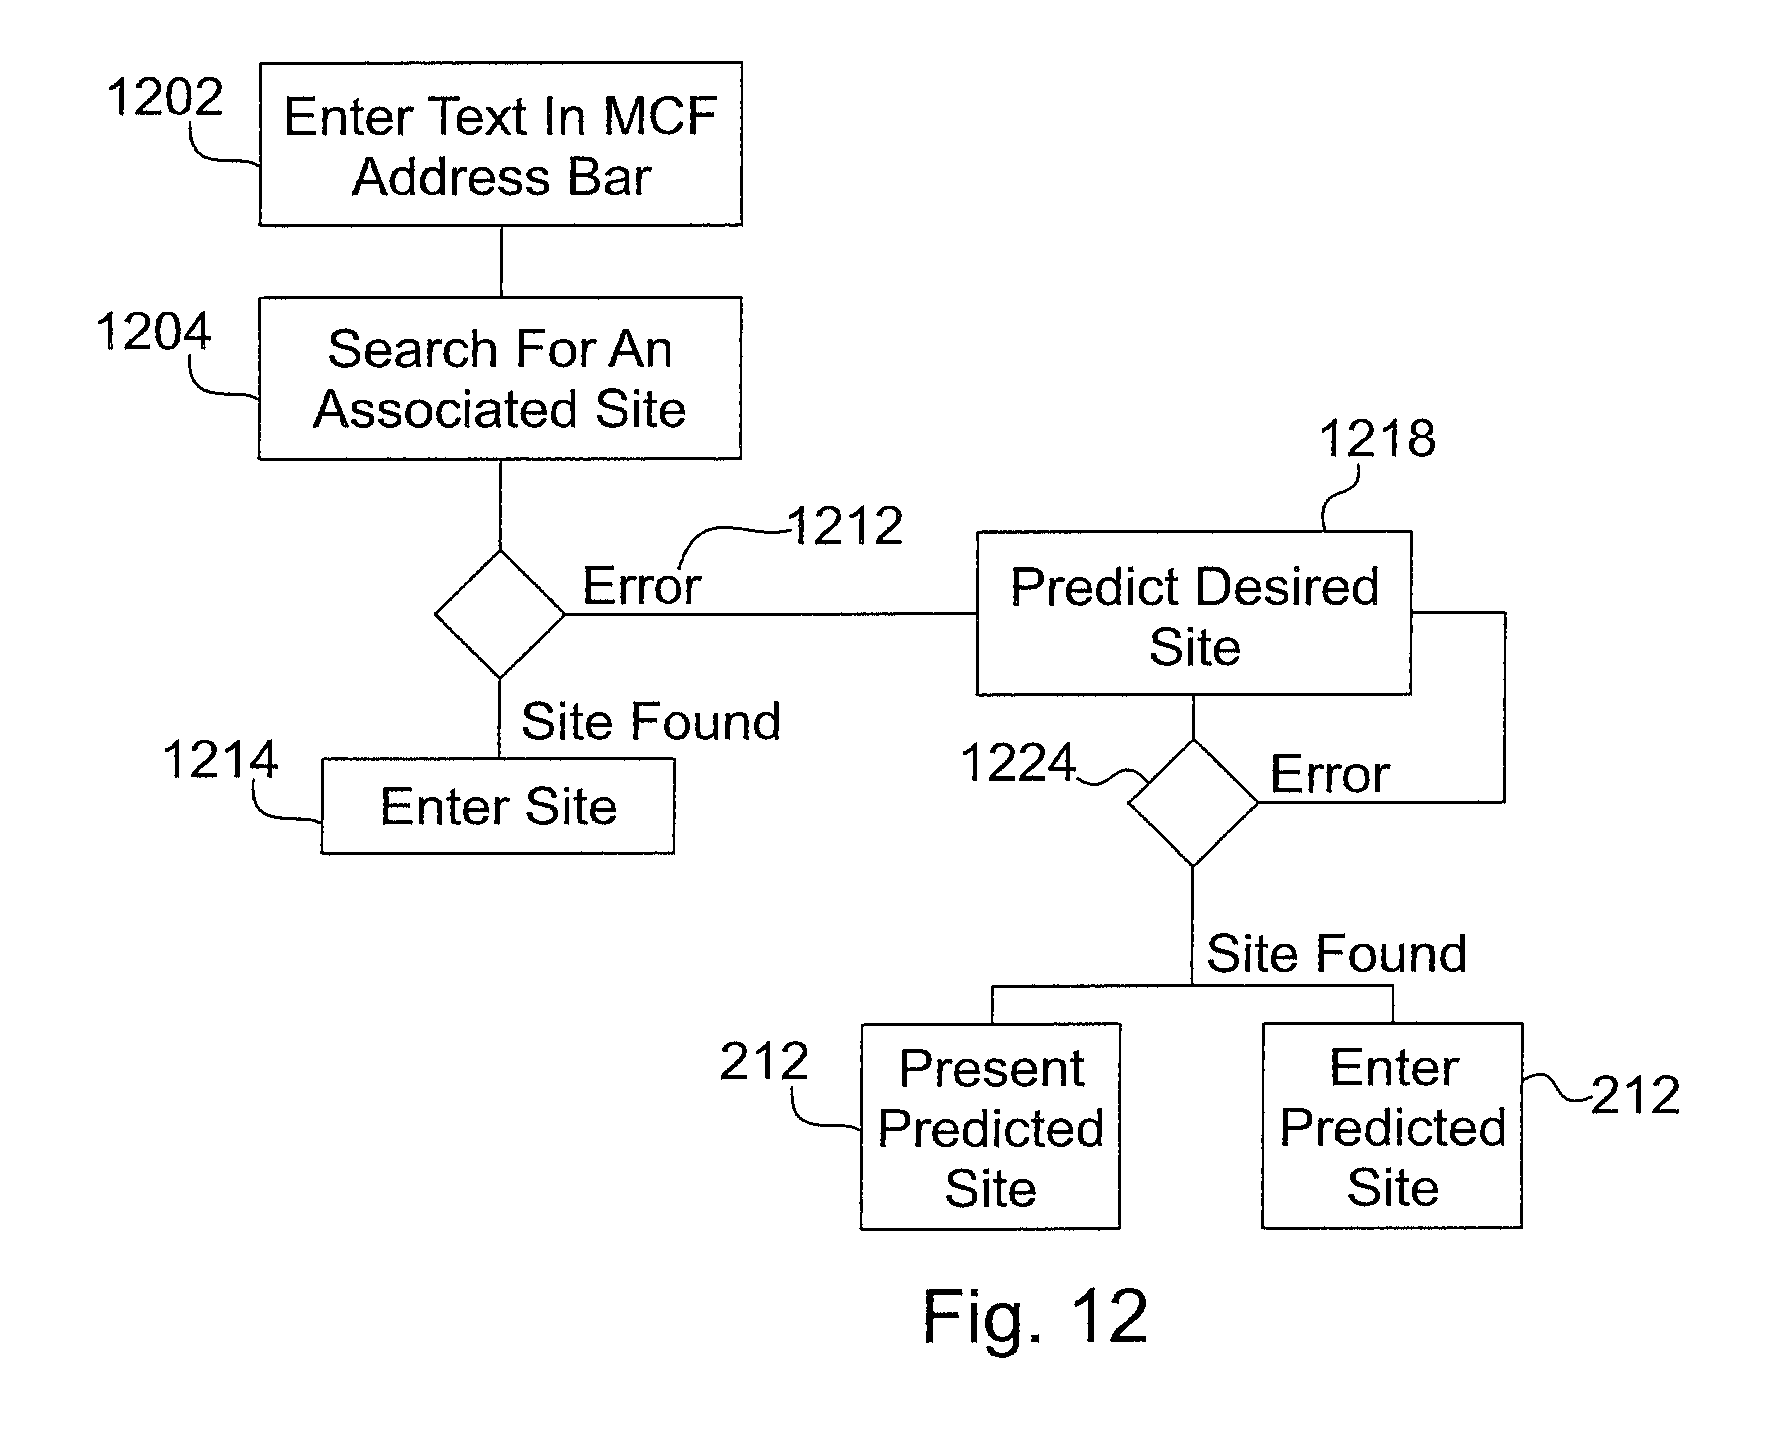 1202
Enter Text In MCF
Address Bar
1204
Search For An
Associated Site
1212
Error
1218
Predict Desired
Site
Site Found
1214
Enter Site
1224
Error
Site Found
212
Present
Predicted
Site
Enter
Predicted
Site
212
Fig. 12